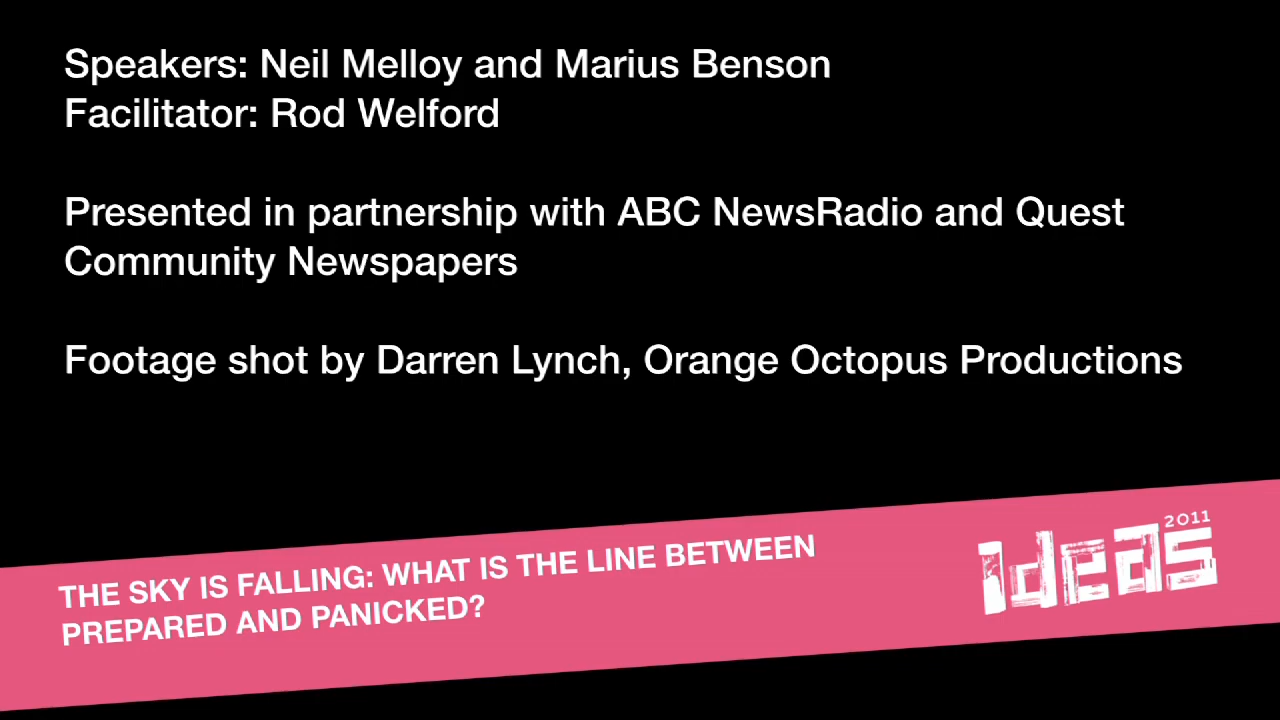 Speakers: Neil Melloy and Marius Benson
Facilitator: Rod Welford
Presented in partnership with ABC NewsRadio and Quest
Community Newspapers
Footage shot by Darren Lynch, Orange Octopus Productions
THE SKY IS FALLING: WHAT IS THE LINE BETWEEN
PREPARED AND PANICKED?
2011
Ideas